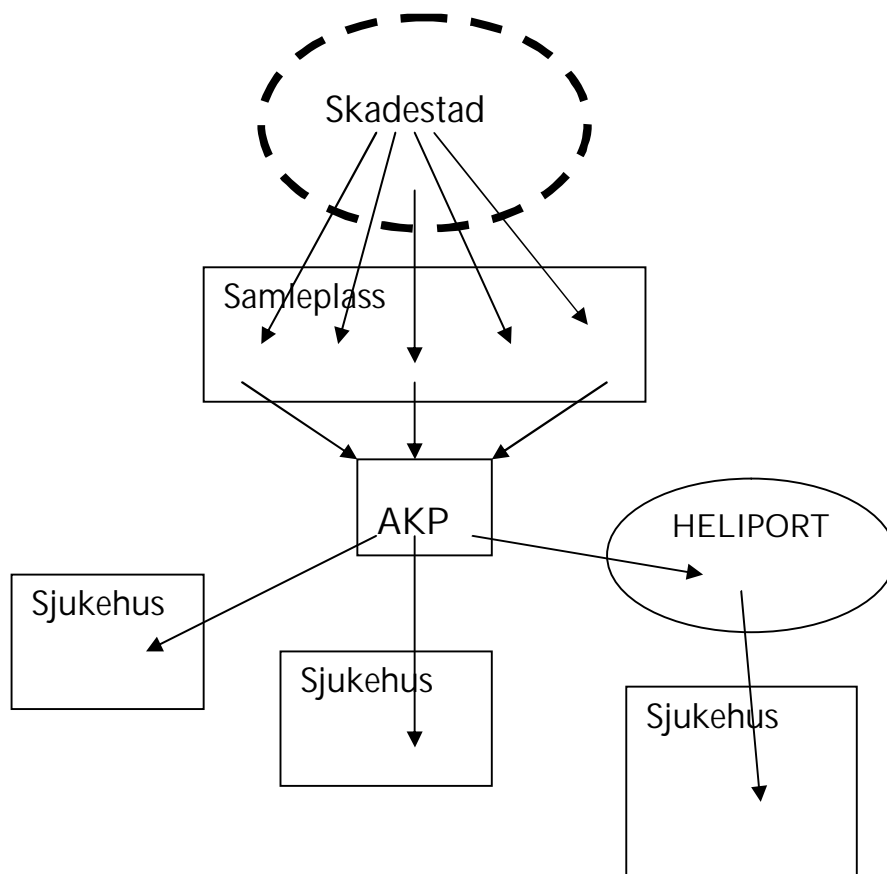 Skadestad
Samleplass
AKP
HELIPORT
Sjukehus
Sjukehus
Sjukehus